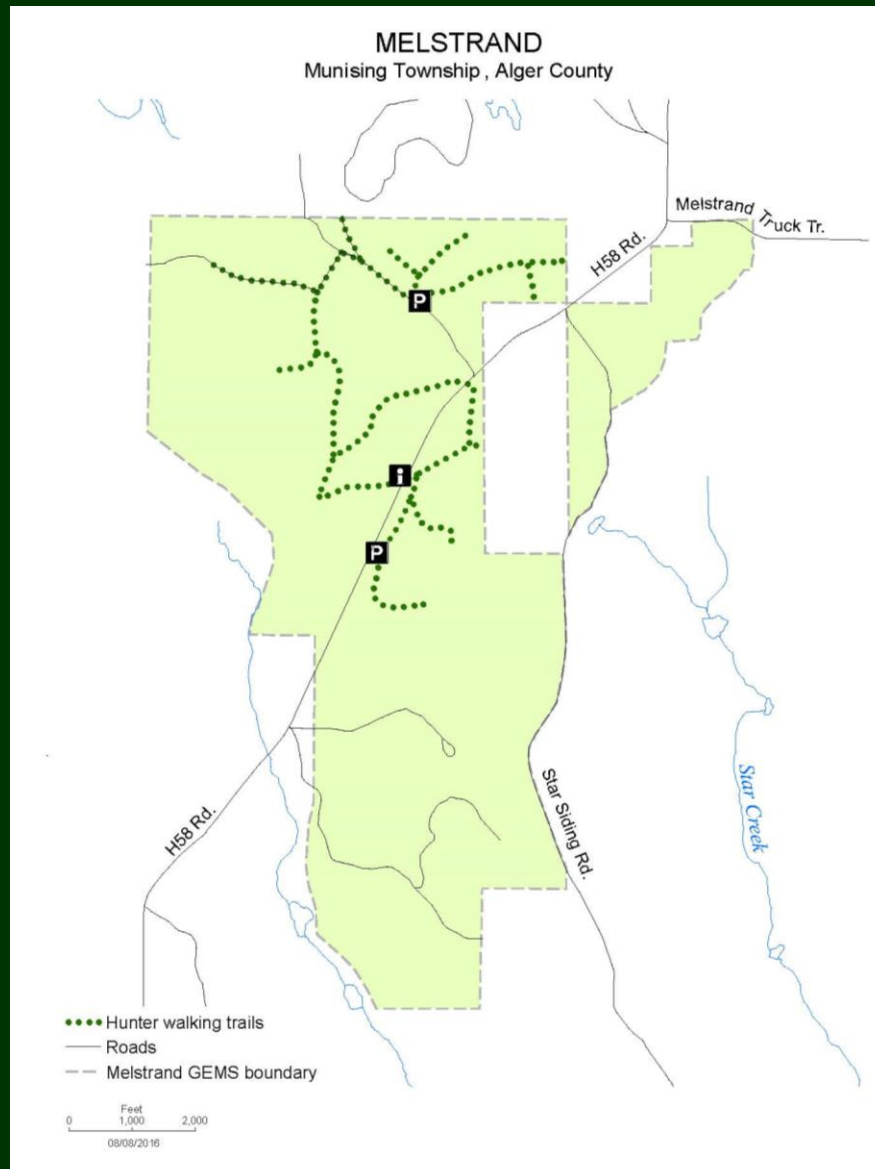 MELSTRAND
Munising Township , Alger County
Melstrand Truck Tr.
H58 Rd.
P
i
P
Star Siding Rd.
Star Creek
H58 Rd.
Hunter walking trails
Roads
Melstrand GEMS boundary
Feet
0 1,000 2,000
08/08/2016